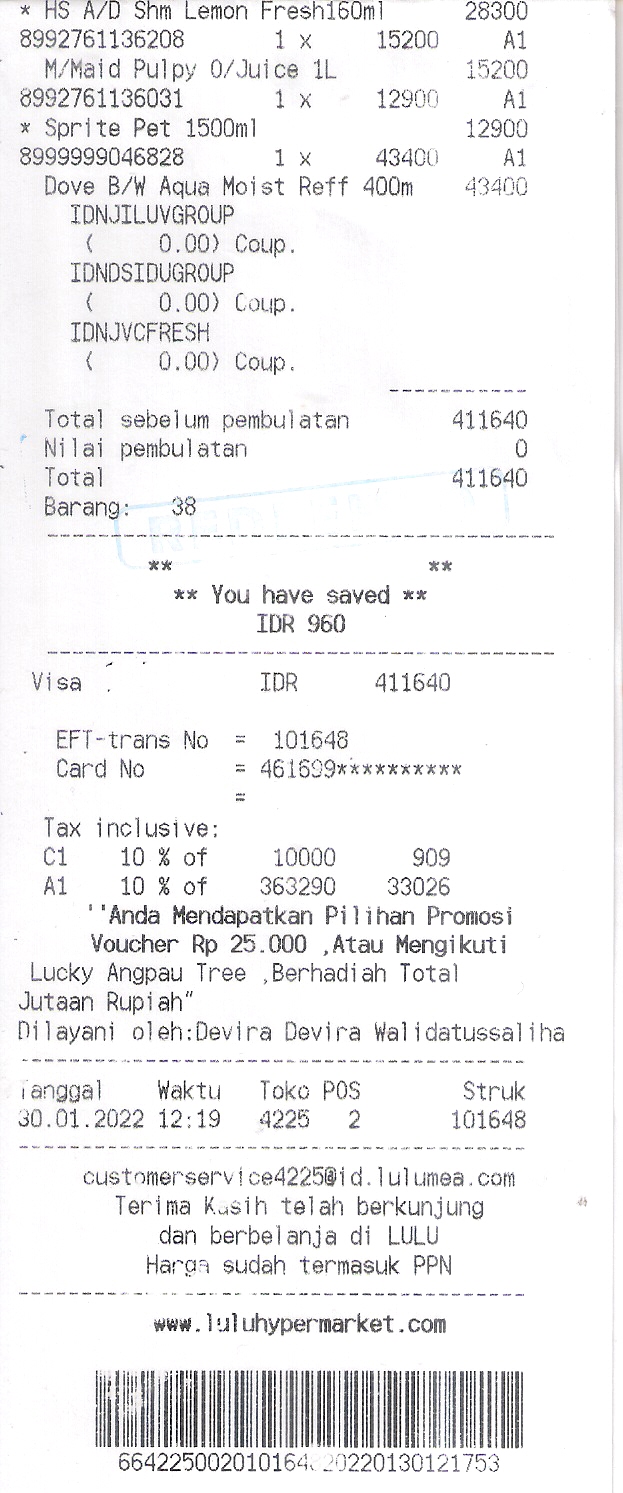 * HS A/D Shm Lemon Fresh160ml 28300
8992761136208 1 x 15200 A1
M/Maid Pulpy O/Juice 1L 15200
8992761136031 1 x 12900 A1
* Sprite Pet 1500ml 12900
8999999046828 1 x 43400 A1
Dove B/W Aqua Moist Reff 400m 43400
IDNJILUVGROUP
( 0.00) Coup.
IDNDSIDUGROUP
( 0.00) Coup.
IDNJVCFRESH
( 0.00) Coup.
------------
Total sebelum pembulatan 411640
Nilai pembulatan 0
Total 411640
Barang: 38
----------------------------------------
** **
** You have saved **
IDR 960
----------------------------------------
Visa IDR 411640
EFT-trans No = 101648
Card No = 461699**********
=
Tax inclusive:
C1 10 % of 10000 909
A1 10 % of 363290 33026
''Anda Mendapatkan Pilihan Promosi
Voucher Rp 25.000 ,Atau Mengikuti
Lucky Angpau Tree ,Berhadiah Total
Jutaan Rupiah"
Dilayani oleh:Devira Devira Walidatussaliha
----------------------------------------
Tanggal Waktu Toko POS Struk
30.01.2022 12:19 4225 2 101648
----------------------------------------
customerservice4225@id.lulumea.com
Terima Kasih telah berkunjung
dan berbelanja di LULU
Harga sudah termasuk PPN
----------------------------------------
www.luluhypermarket.com